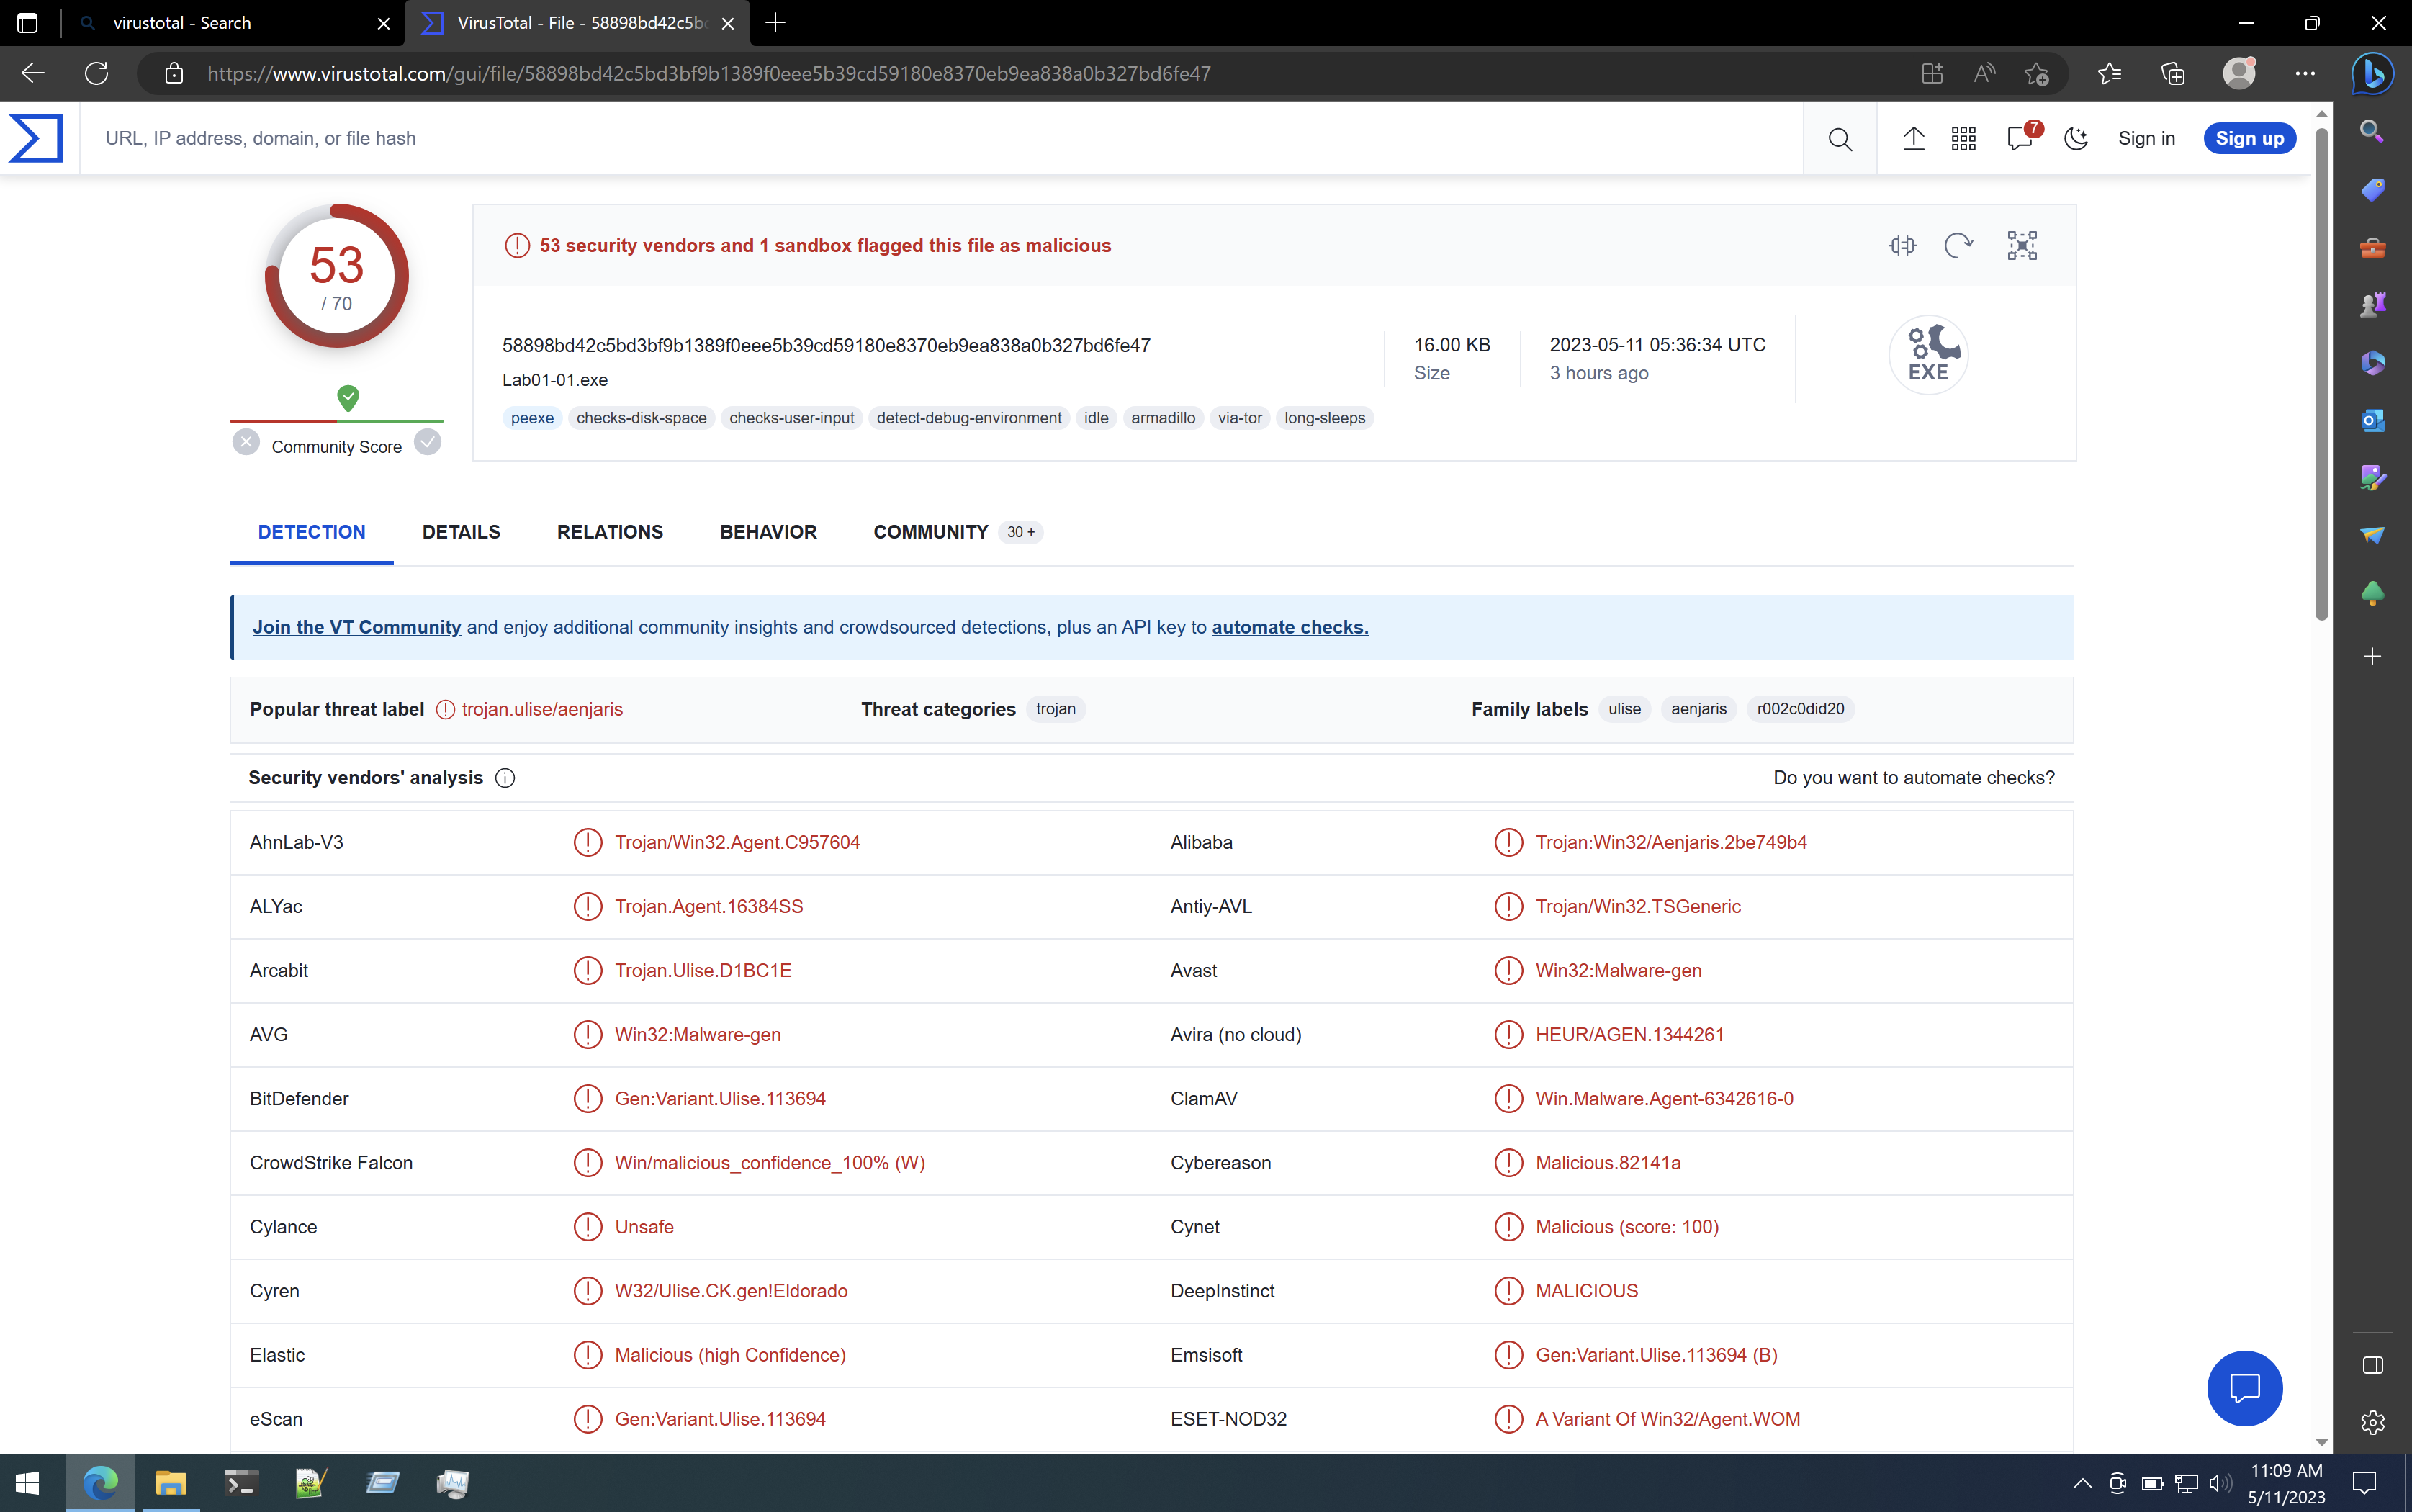 virustotal - Search
VirusTotal - File - 58898bd42c5b
https://www.virustotal.com/gui/file/58898bd42c5bd3bf9b1389f0eee5b39cd59180e8370eb9ea838a0b327bd6fe47
URL, IP address, domain, or file hash
7
Sign in
Sign up
53
/ 70
Community Score
53 security vendors and 1 sandbox flagged this file as malicious
58898bd42c5bd3bf9b1389f0eee5b39cd59180e8370eb9ea838a0b327bd6fe47
Lab01-01.exe
peexe checks-disk-space checks-user-input detect-debug-environment idle armadillo via-tor long-sleeps
16.00 KB
Size
2023-05-11 05:36:34 UTC
3 hours ago
EXE
DETECTION DETAILS RELATIONS BEHAVIOR COMMUNITY 30 +
Join the VT Community and enjoy additional community insights and crowdsourced detections, plus an API key to automate checks.
Popular threat label trojan.ulise/aenjaris Threat categories trojan Family labels ulise aenjaris r002c0did20
Security vendors' analysis Do you want to automate checks?
AhnLab-V3 Trojan/Win32.Agent.C957604 Alibaba Trojan:Win32/Aenjaris.2be749b4
ALYac Trojan.Agent.16384SS Antiy-AVL Trojan/Win32.TSGeneric
Arcabit Trojan.Ulise.D1BC1E Avast Win32:Malware-gen
AVG Win32:Malware-gen Avira (no cloud) HEUR/AGEN.1344261
BitDefender Gen:Variant.Ulise.113694 ClamAV Win.Malware.Agent-6342616-0
CrowdStrike Falcon Win/malicious_confidence_100% (W) Cybereason Malicious.82141a
Cylance Unsafe Cynet Malicious (score: 100)
Cyren W32/Ulise.CK.gen!Eldorado DeepInstinct MALICIOUS
Elastic Malicious (high Confidence) Emsisoft Gen:Variant.Ulise.113694 (B)
eScan Gen:Variant.Ulise.113694 ESET-NOD32 A Variant Of Win32/Agent.WOM
11:09 AM
5/11/2023